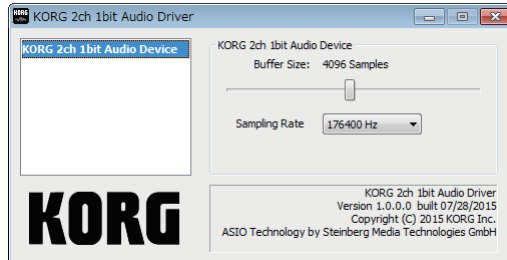 KORG 2ch 1bit Audio Driver
KORG 2ch 1bit Audio Device
KORG 2ch 1bit Audio Device
Buffer Size: 4096 Samples
Sampling Rate 176400 Hz
KORG
KORG 2ch 1bit Audio Driver
Version 1.0.0.0 built 07/28/2015
Copyright (C) 2015 KORG Inc.
ASIO Technology by Steinberg Media Technologies GmbH